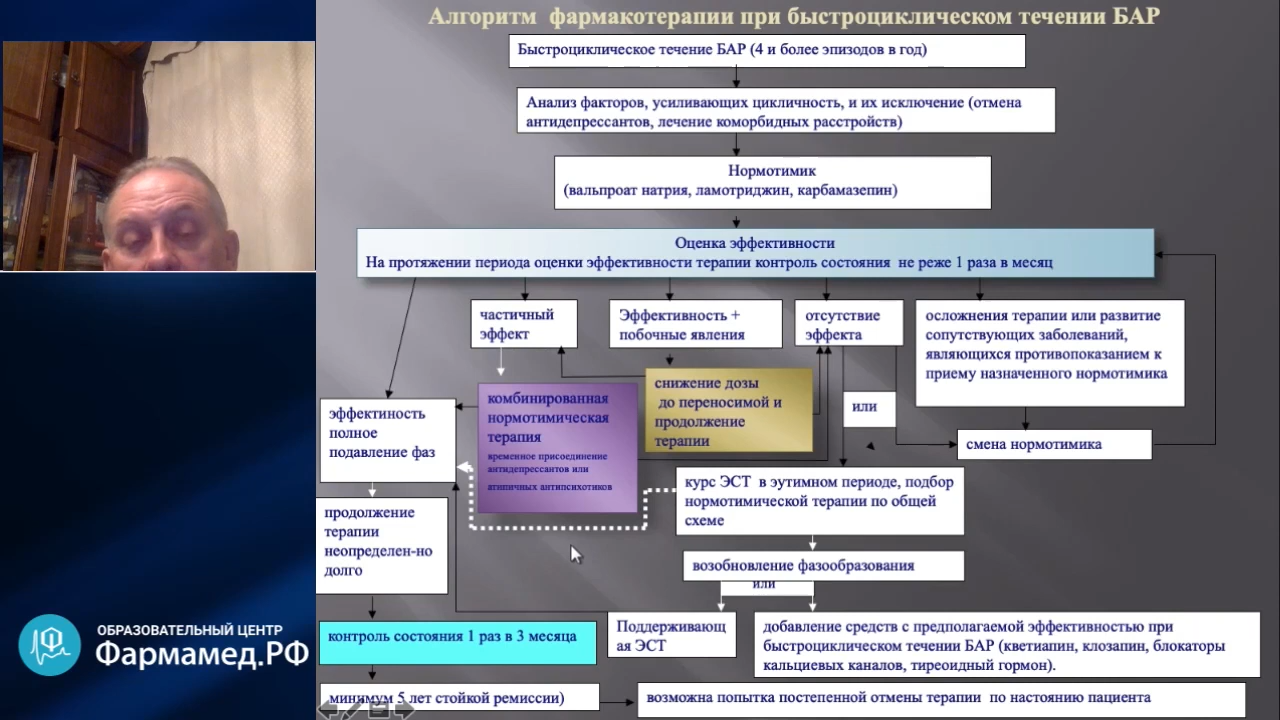 Алгоритм фармакотерапии при быстроциклическом течении БАР
Быстроциклическое течение БАР (4 и более эпизодов в год)
Анализ факторов, усиливающих цикличность, и их исключение (отмена
антидепрессантов, лечение коморбидных расстройств)
Нормотимик
(вальпроат натрия, ламотриджин, карбамазепин)
Оценка эффективности
На протяжении периода оценки эффективности терапии контроль состояния не реже 1 раза в месяц
частичный
эффект
Эффективность +
побочные явления
отсутствие
эффекта
осложнения терапии или развитие
сопутствующих заболеваний,
являющихся противопоказанием к
приему назначенного нормотимика
эффектиность
полное
подавление фаз
комбинированная
нормотимическая
терапия
временное присоединение
антидепрессантов или
атипичных антипсихотиков
снижение дозы
до переносимой и
продолжение
терапии
или
смена нормотимика
курс ЭСТ в эутимном периоде, подбор
нормотимической терапии по общей
схеме
продолжение
терапии
неопределен-но
долго
возобновление фазообразования
или
Поддерживающ
ая ЭСТ
добавление средств с предполагаемой эффективностью при
быстроциклическом течении БАР (кветиапин, клозапин, блокаторы
кальциевых каналов, тиреоидный гормон).
контроль состояния 1 раз в 3 месяца
минимум 5 лет стойкой ремиссии)
возможна попытка постепенной отмены терапии по настоянию пациента
ОБРАЗОВАТЕЛЬНЫЙ ЦЕНТР
Фармамед.РФ